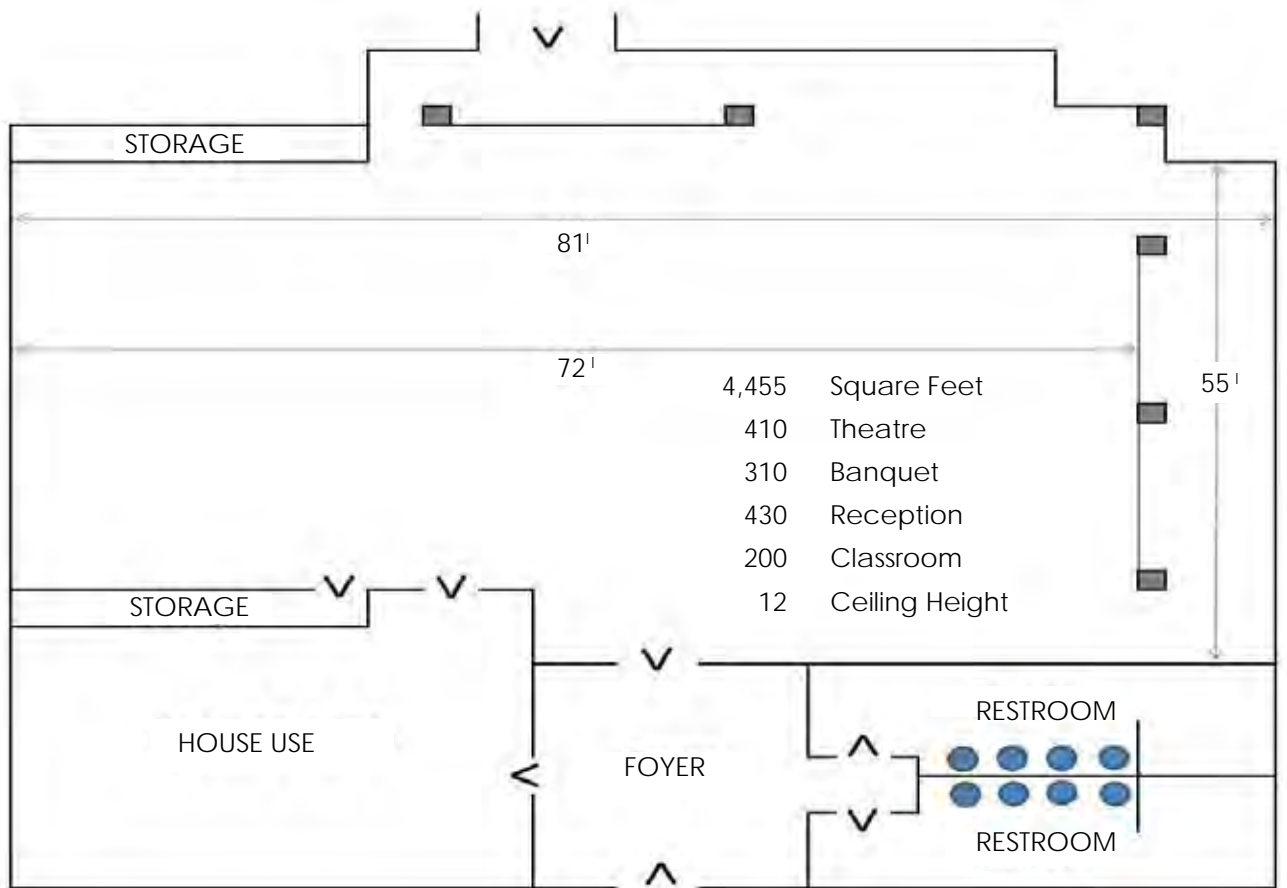 STORAGE
81'
72'
55'
4,455 Square Feet
410 Theatre
310 Banquet
430 Reception
200 Classroom
12 Ceiling Height
STORAGE
HOUSE USE
FOYER
RESTROOM
RESTROOM